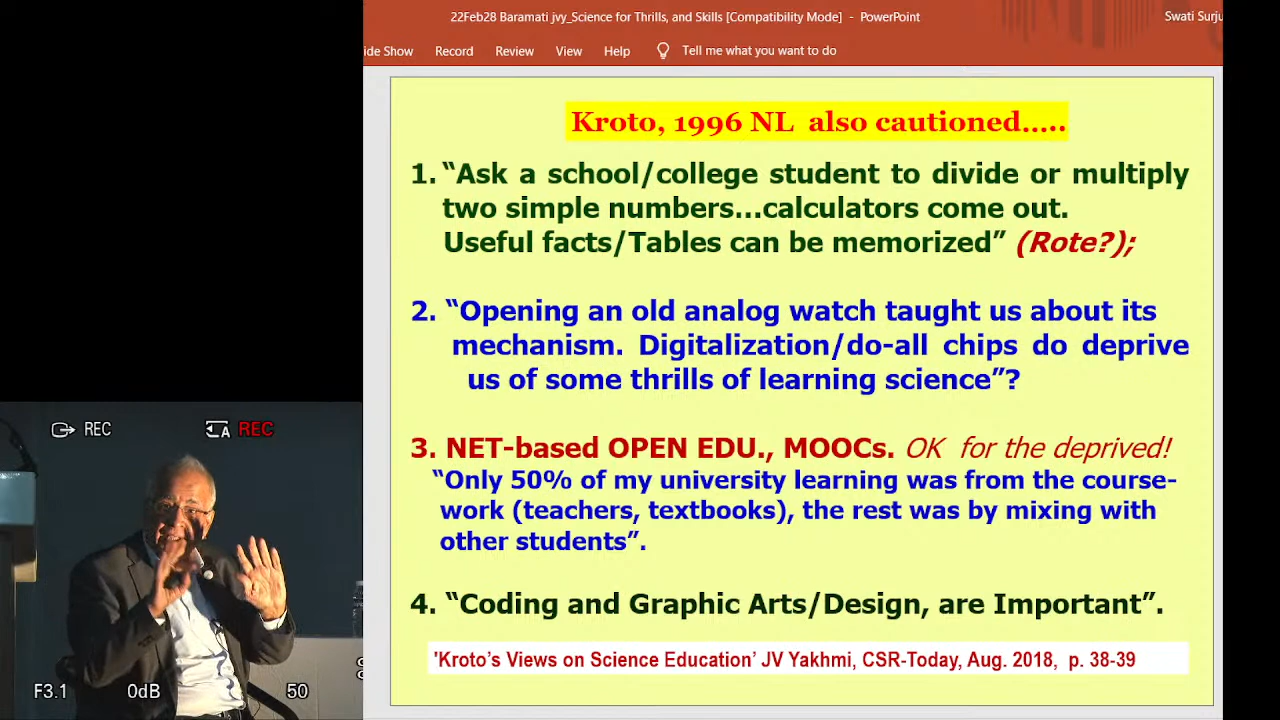 22Feb28 Baramati jvy_Science for Thrills, and Skills [Compatibility Mode] - PowerPoint
Swati Surju
ide Show Record Review View Help Tell me what you want to do
Kroto, 1996 NL also cautioned.....
1. “Ask a school/college student to divide or multiply
two simple numbers...calculators come out.
Useful facts/Tables can be memorized” (Rote?);
2. “Opening an old analog watch taught us about its
mechanism. Digitalization/do-all chips do deprive
us of some thrills of learning science”?
3. NET-based OPEN EDU., MOOCs. OK for the deprived!
“Only 50% of my university learning was from the course-
work (teachers, textbooks), the rest was by mixing with
other students”.
4. “Coding and Graphic Arts/Design, are Important”.
'Kroto’s Views on Science Education’ JV Yakhmi, CSR-Today, Aug. 2018, p. 38-39
REC A REC
F3.1 0dB 50